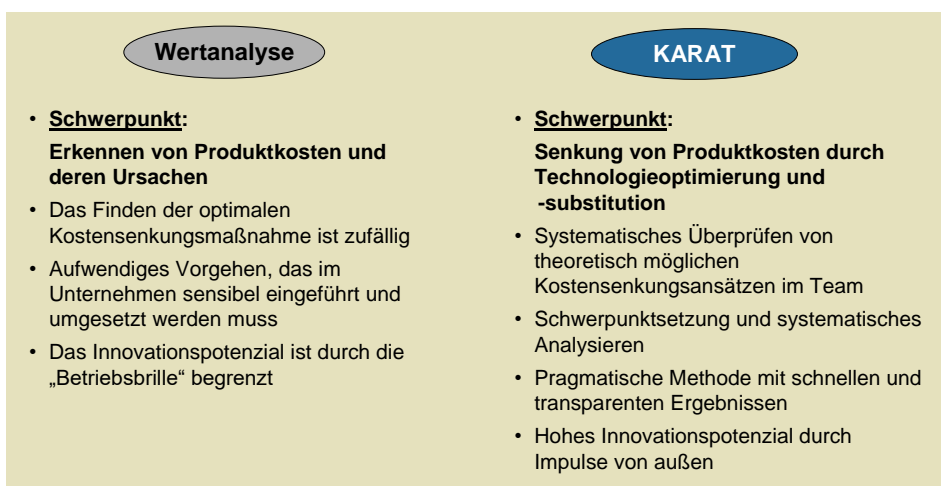 Wertanalyse
• Schwerpunkt:
Erkennen von Produktkosten und
deren Ursachen
• Das Finden der optimalen
Kostensenkungsmaßnahme ist zufällig
• Aufwendiges Vorgehen, das im
Unternehmen sensibel eingeführt und
umgesetzt werden muss
• Das Innovationspotenzial ist durch die
„Betriebsbrille“ begrenzt
KARAT
• Schwerpunkt:
Senkung von Produktkosten durch
Technologieoptimierung und
-substitution
• Systematisches Überprüfen von
theoretisch möglichen
Kostensenkungsansätzen im Team
• Schwerpunktsetzung und systematisches
Analysieren
• Pragmatische Methode mit schnellen und
transparenten Ergebnissen
• Hohes Innovationspotenzial durch
Impulse von außen